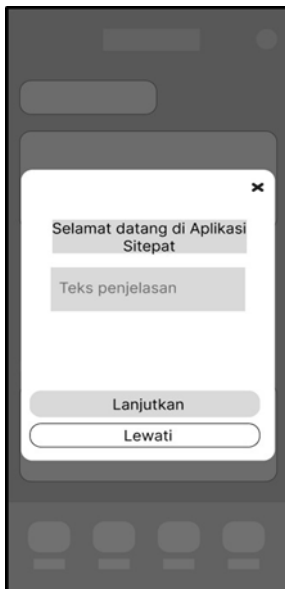 Selamat datang di Aplikasi
Sitepat
Teks penjelasan
Lanjutkan
Lewati